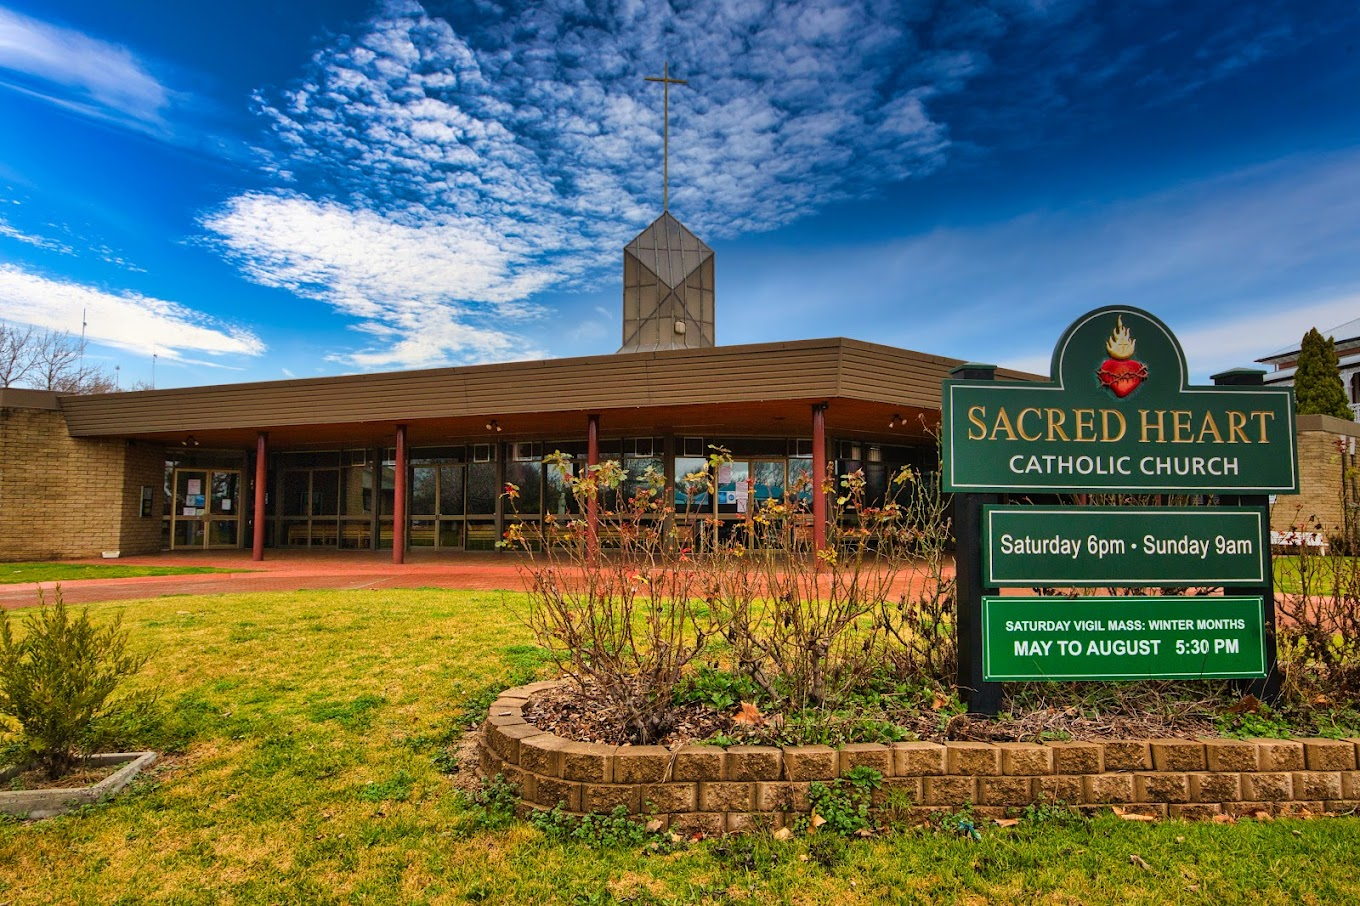 SACRED HEART
CATHOLIC CHURCH
Saturday 6pm • Sunday 9am
SATURDAY VIGIL MASS: WINTER MONTHS
MAY TO AUGUST 5:30 PM